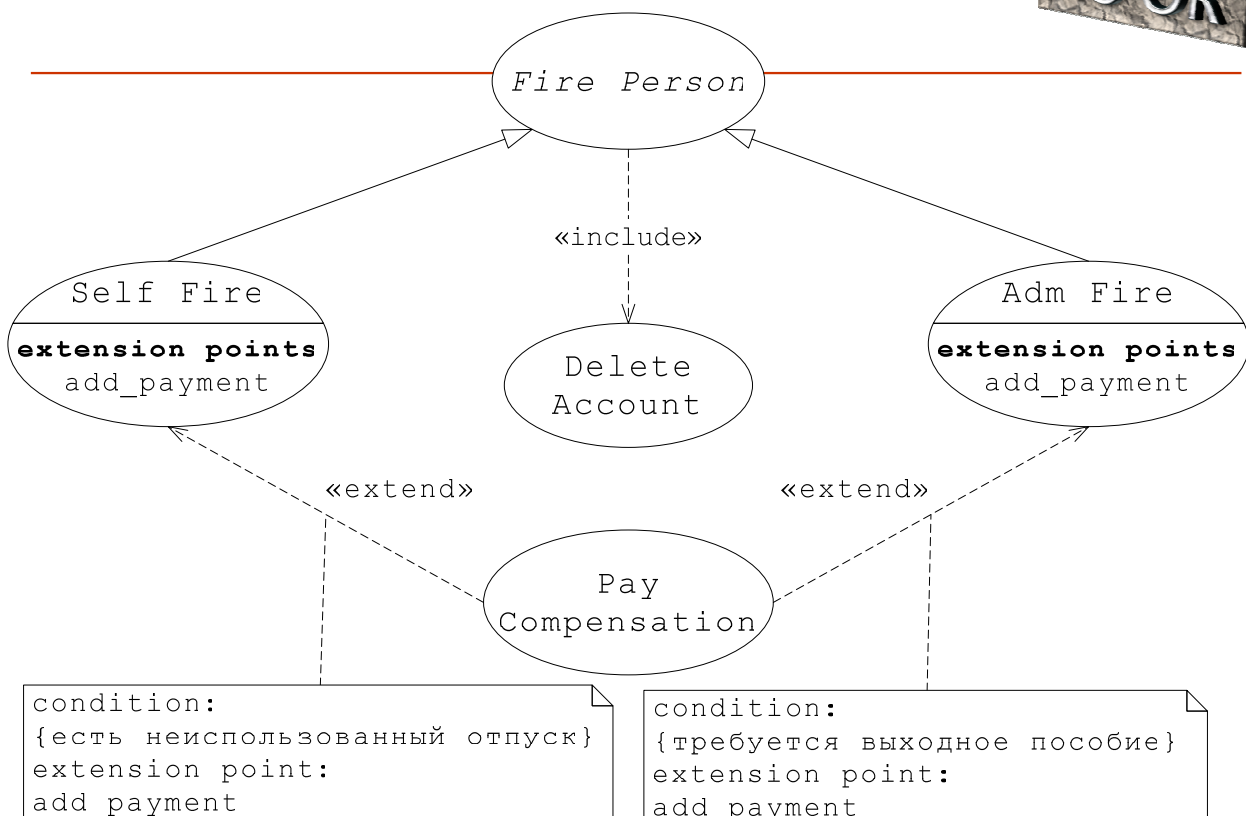 Fire Person
«include»
Self Fire
extension points
add_payment
Delete
Account
Adm Fire
extension points
add_payment
«extend»
«extend»
Pay
Compensation
condition:
{есть неиспользованный отпуск}
extension point:
add payment
condition:
{требуется выходное пособие}
extension point:
add payment